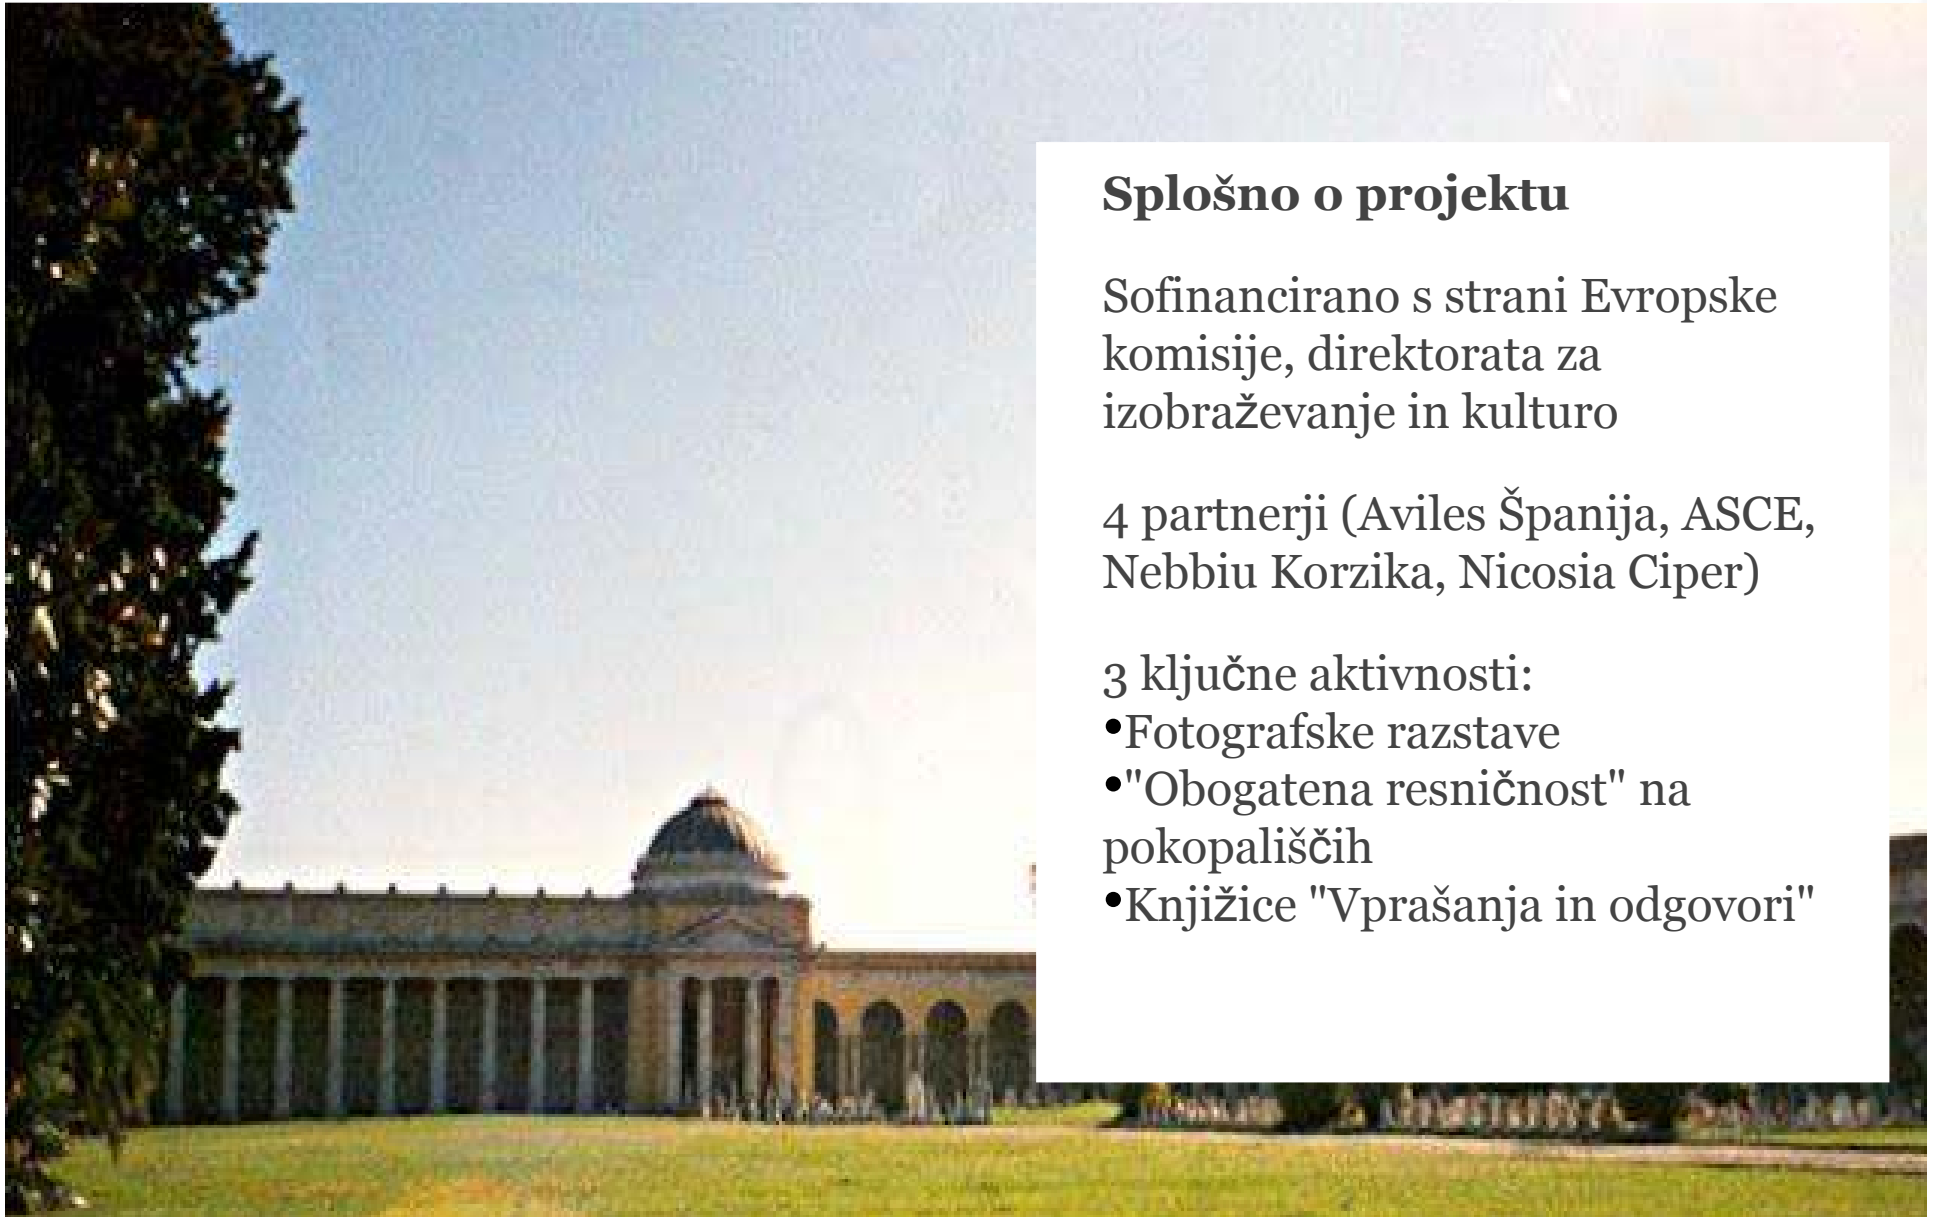 Splošno o projektu
Sofinancirano s strani Evropske
komisije, direktorata za
izobraževanje in kulturo
4 partnerji (Aviles Španija, ASCE,
Nebbiu Korzika, Nicosia Ciper)
3 ključne aktivnosti:
•Fotografske razstave
•"Obogatena resničnost" na
pokopališčih
•Knjižice "Vprašanja in odgovori"